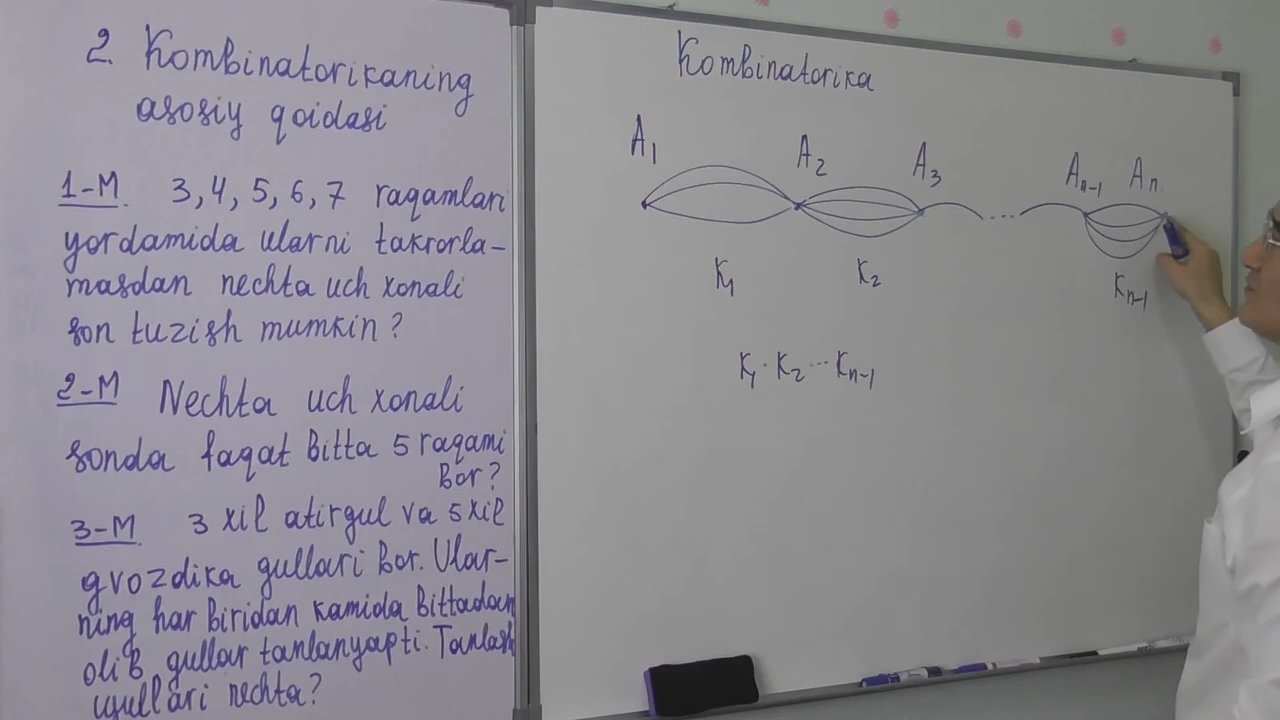 2. Kombinatorikaning
asosiy qoidasi
1-M. 3, 4, 5, 6, 7 raqamlari
yordamida ularni takrorla-
masdan nechta uch xonali
son tuzish mumkin?
2-M Nechta uch xonali
sonda faqat bitta 5 raqami
bor?
3-M. 3 xil atirgul va 5 xil
gvozdika gullari bor. Ular-
ning har biridan kamida bittadan
olib gullar tanlanyapti. Tanlash
usullari nechta?
Kombinatorika
A₁ A₂ A₃ ... Aₙ₋₁ Aₙ
K₁ K₂ Kₙ₋₁
K₁ · K₂ ... Kₙ₋₁